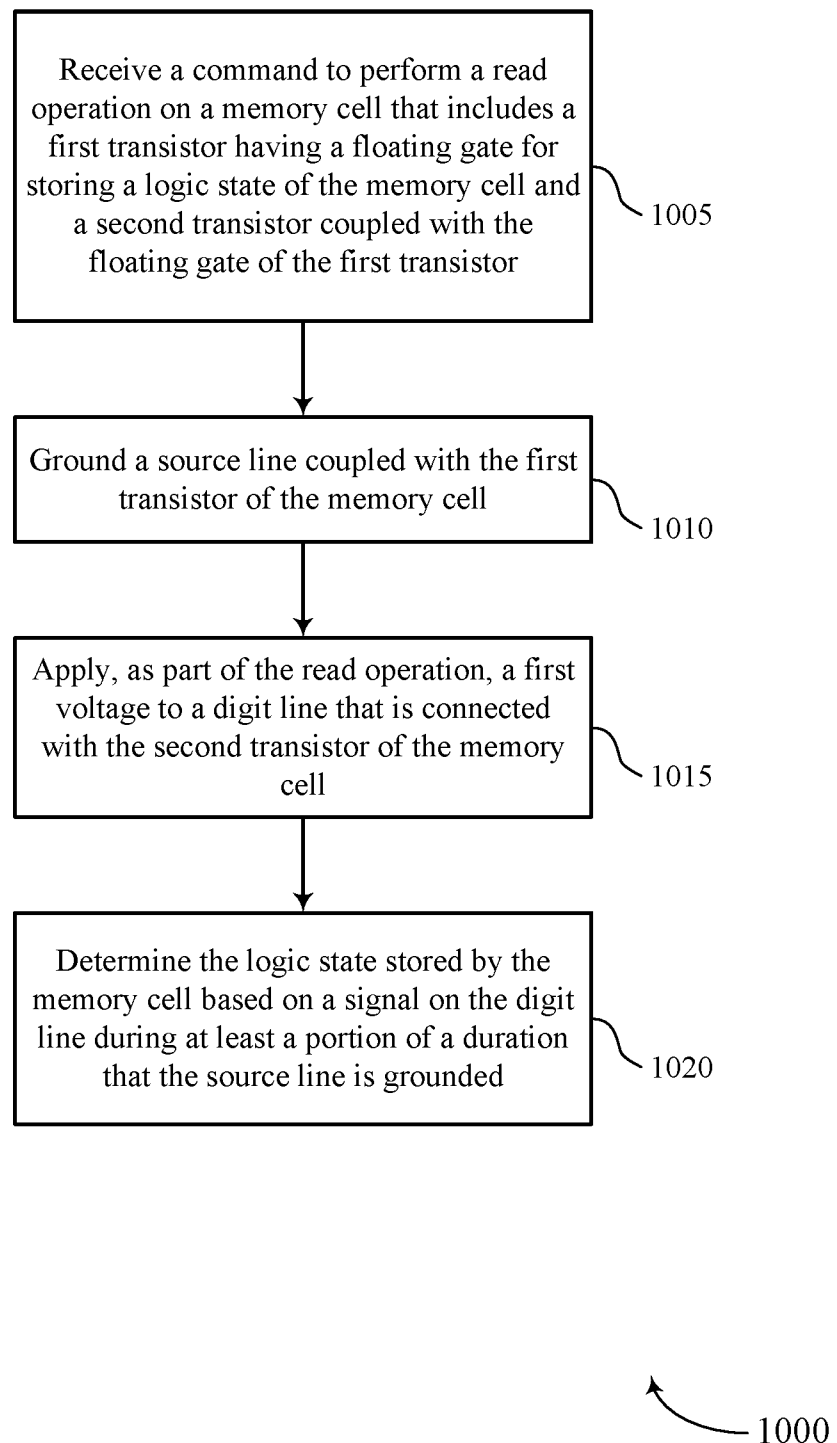 Receive a command to perform a read
operation on a memory cell that includes a
first transistor having a floating gate for
storing a logic state of the memory cell and
a second transistor coupled with the
floating gate of the first transistor
1005
Ground a source line coupled with the first
transistor of the memory cell
1010
Apply, as part of the read operation, a first
voltage to a digit line that is connected
with the second transistor of the memory
cell
1015
Determine the logic state stored by the
memory cell based on a signal on the digit
line during at least a portion of a duration
that the source line is grounded
1020
1000